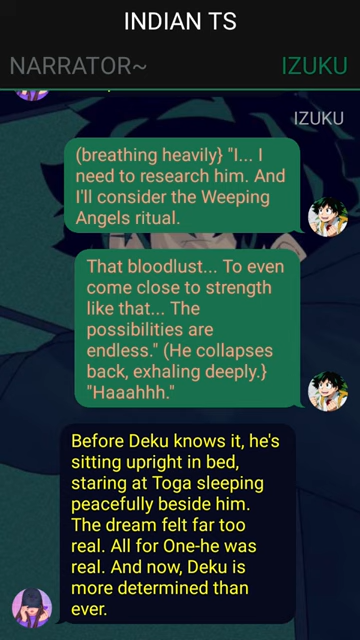 INDIAN TS
NARRATOR~ IZUKU
IZUKU
(breathing heavily} "I... I
need to research him. And
I'll consider the Weeping
Angels ritual.
That bloodlust... To even
come close to strength
like that... The
possibilities are
endless." (He collapses
back, exhaling deeply.}
"Haaahhh."
Before Deku knows it, he's
sitting upright in bed,
staring at Toga sleeping
peacefully beside him.
The dream felt far too
real. All for One-he was
real. And now, Deku is
more determined than
ever.